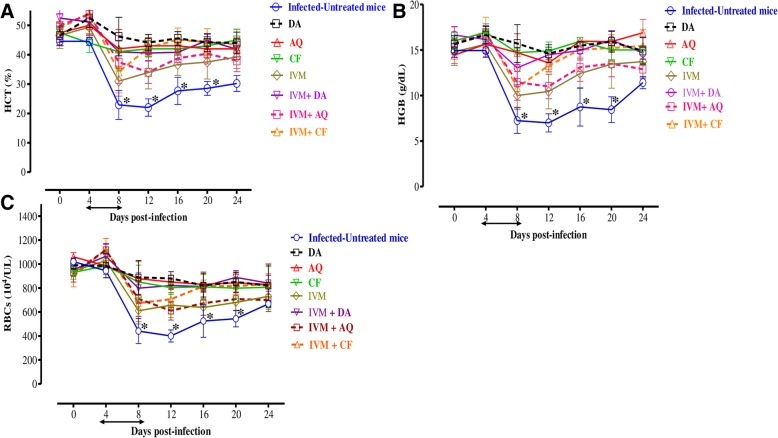 A
HCT (%)
50
40
30
20
10
0
0 4 8 12 16 20 24
Days post-infection
* * * *
Infected-Untreated mice
DA
AQ
CF
IVM
IVM+ DA
IVM+ AQ
IVM+ CF
B
HGB (g/dL)
20
15
10
5
0
0 4 8 12 16 20 24
Days post-infection
* * * *
Infected-Untreated mice
DA
AQ
CF
IVM
IVM+ DA
IVM+ AQ
IVM+ CF
C
RBCs (10⁴/UL)
1400
1200
1000
800
600
400
200
0
0 4 8 12 16 20 24
Days post-infection
* * * *
Infected-Untreated mice
DA
AQ
CF
IVM
IVM + DA
IVM + AQ
IVM + CF